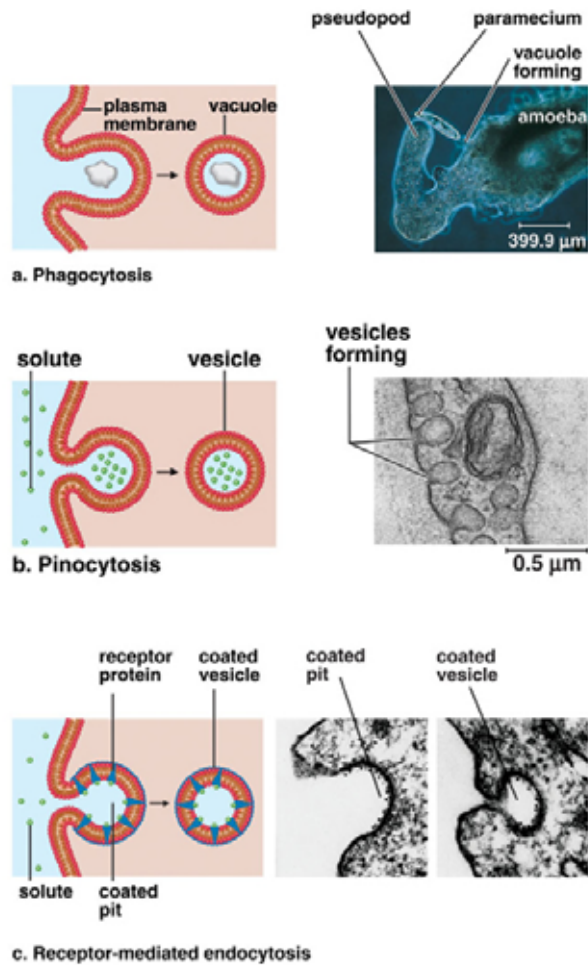 pseudopod
paramecium
vacuole
forming
plasma
membrane
vacuole
amoeba
399.9 µm
a. Phagocytosis
solute
vesicle
vesicles
forming
0.5 µm
b. Pinocytosis
receptor
protein
coated
vesicle
coated
pit
coated
vesicle
solute
coated
pit
c. Receptor-mediated endocytosis